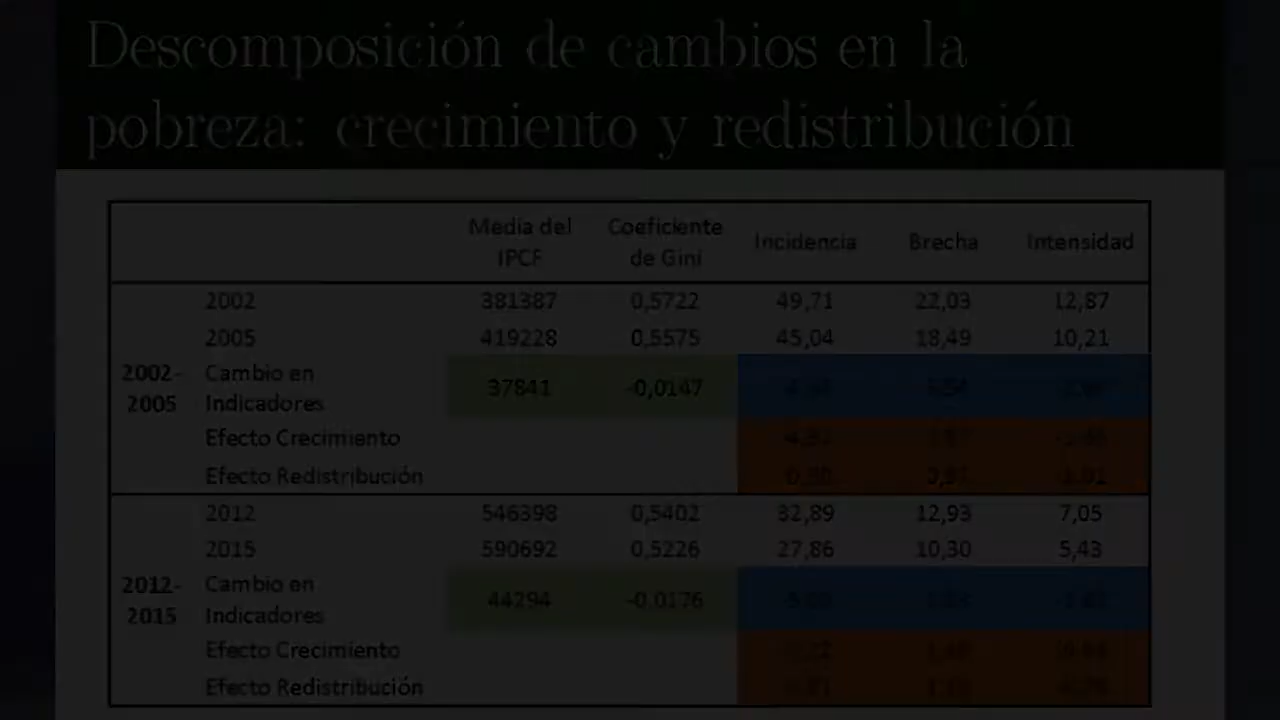 Descomposición de cambios en la
pobreza: crecimiento y redistribución
Media del IPCF Coeficiente de Gini Incidencia Brecha Intensidad
2002 381387 0,5722 49,71 22,03 12,87
2005 419228 0,5575 45,04 18,49 10,21
2002-2005 Cambio en Indicadores 37841 -0,0147
Efecto Crecimiento
Efecto Redistribución
2012 546398 0,5402 32,89 12,93 7,05
2015 590692 0,5226 27,86 10,30 5,43
2012-2015 Cambio en Indicadores 44294 -0,0176
Efecto Crecimiento
Efecto Redistribución